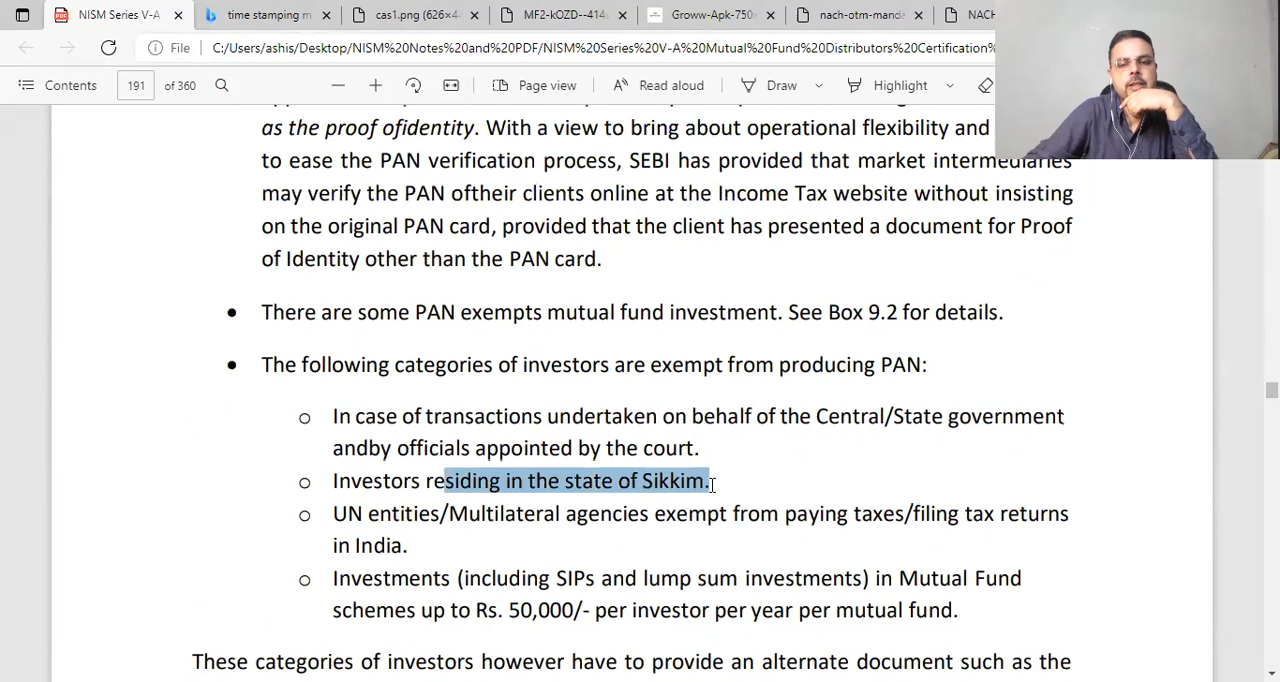 NISM Series V-A
time stamping m
cas1.png (626×4
MF2-kOZD--414
Groww-Apk-750
nach-otm-manda
NACH
File
C:/Users/ashis/Desktop/NISM%20Notes%20and%20PDF/NISM%20Series%20V-A%20Mutual%20Fund%20Distributors%20Certification%
Contents
191
of 360
Page view
Read aloud
Draw
Highlight
as the proof ofidentity. With a view to bring about operational flexibility and
to ease the PAN verification process, SEBI has provided that market intermediaries
may verify the PAN oftheir clients online at the Income Tax website without insisting
on the original PAN card, provided that the client has presented a document for Proof
of Identity other than the PAN card.
• There are some PAN exempts mutual fund investment. See Box 9.2 for details.
• The following categories of investors are exempt from producing PAN:
o In case of transactions undertaken on behalf of the Central/State government
andby officials appointed by the court.
o Investors residing in the state of Sikkim.
o UN entities/Multilateral agencies exempt from paying taxes/filing tax returns
in India.
o Investments (including SIPs and lump sum investments) in Mutual Fund
schemes up to Rs. 50,000/- per investor per year per mutual fund.
These categories of investors however have to provide an alternate document such as the